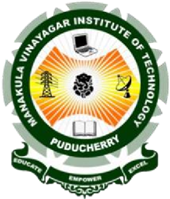 MANAKULA VINAYAGAR INSTITUTE OF TECHNOLOGY
PUDUCHERRY
EDUCATE
EMPOWER
EXCEL